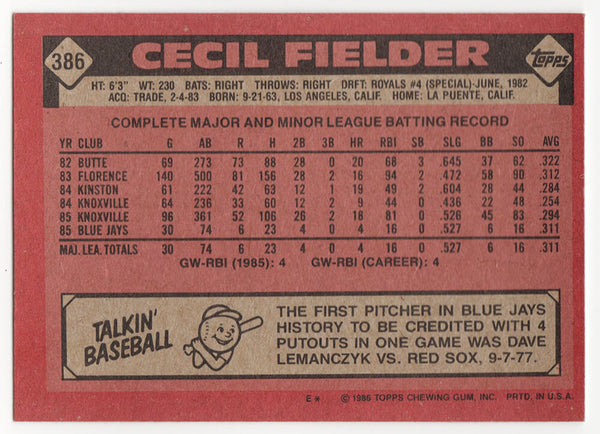 386
CECIL FIELDER
topps
HT: 6'3" WT: 230 BATS: RIGHT THROWS: RIGHT DRFT: ROYALS #4 (SPECIAL)-JUNE, 1982
ACQ: TRADE, 2-4-83 BORN: 9-21-63, LOS ANGELES, CALIF. HOME: LA PUENTE, CALIF.
COMPLETE MAJOR AND MINOR LEAGUE BATTING RECORD
YR CLUB G AB R H 2B 3B HR RBI SB SLG BB SO AVG
82 BUTTE 69 273 73 88 28 0 20 68 3 .645 37 62 .322
83 FLORENCE 140 500 81 156 28 2 16 94 2 .472 58 90 .312
84 KINSTON 61 222 42 63 12 1 19 49 2 .604 28 44 .284
84 KNOXVILLE 64 236 33 60 12 2 9 44 0 .440 22 48 .254
85 KNOXVILLE 96 361 52 106 26 2 18 81 0 .526 45 83 .294
85 BLUE JAYS 30 74 6 23 4 0 4 16 0 .527 6 16 .311
MAJ. LEA. TOTALS 30 74 6 23 4 0 4 16 0 .527 6 16 .311
GW-RBI (1985): 4 GW-RBI (CAREER): 4
TALKIN'
BASEBALL
THE FIRST PITCHER IN BLUE JAYS
HISTORY TO BE CREDITED WITH 4
PUTOUTS IN ONE GAME WAS DAVE
LEMANCZYK VS. RED SOX, 9-7-77.
E* © 1986 TOPPS CHEWING GUM, INC. PRTD. IN U.S.A.